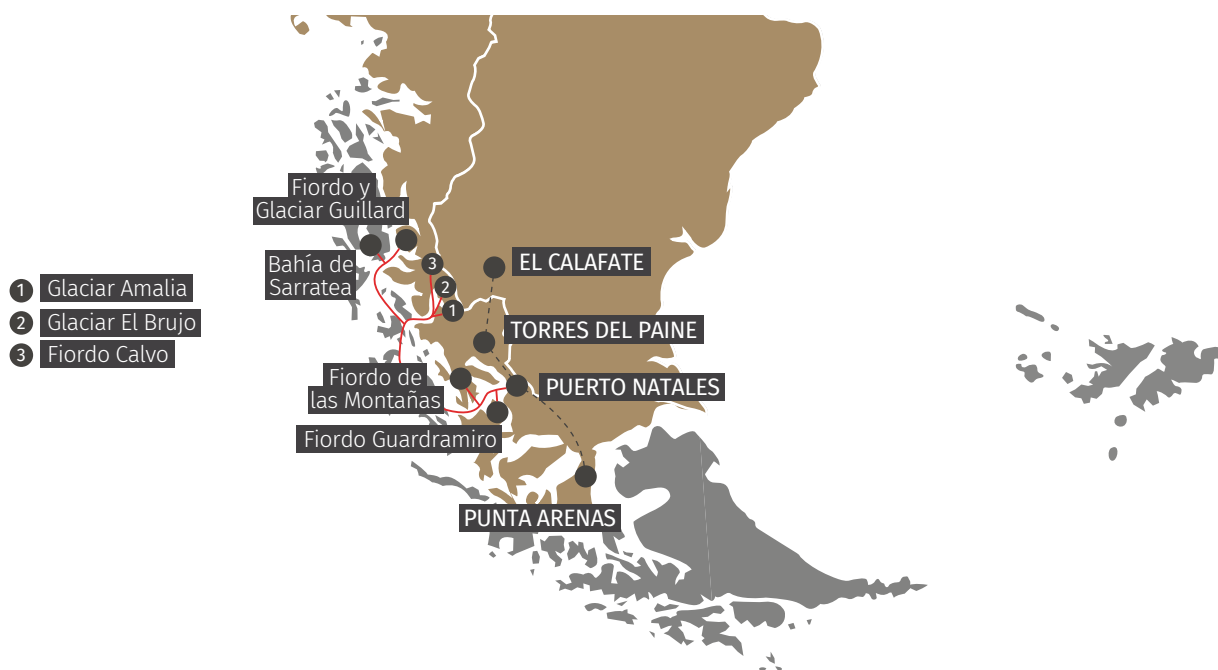 Fiordo y
Glaciar Guillard
Bahía de
Sarratea
1 Glaciar Amalia
2 Glaciar El Brujo
3 Fiordo Calvo
3
2
1
EL CALAFATE
TORRES DEL PAINE
Fiordo de
las Montañas
PUERTO NATALES
Fiordo Guardramiro
PUNTA ARENAS